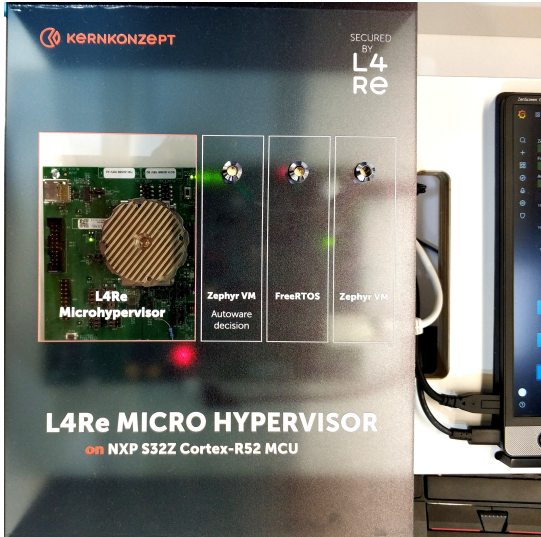 KERNKONZEPT
SECURED
BY
L4
Re
L4Re
Microhypervisor
Zephyr VM
Autoware
decision
FreeRTOS
Zephyr VM
L4Re MICRO HYPERVISOR
on NXP S32Z Cortex-R52 MCU